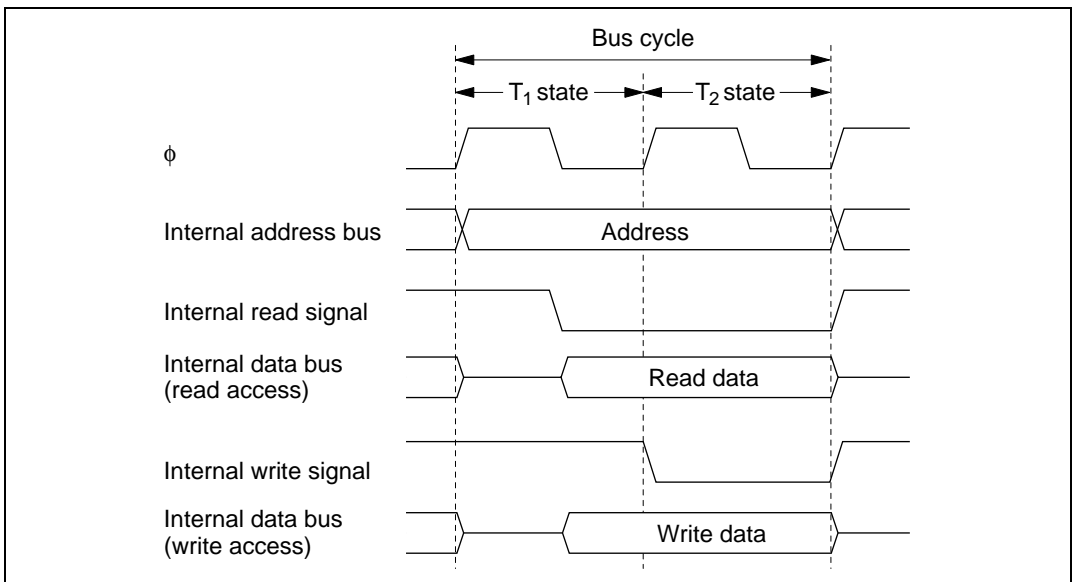 Bus cycle
T₁ state
T₂ state
ϕ
Internal address bus
Address
Internal read signal
Internal data bus
(read access)
Read data
Internal write signal
Internal data bus
(write access)
Write data